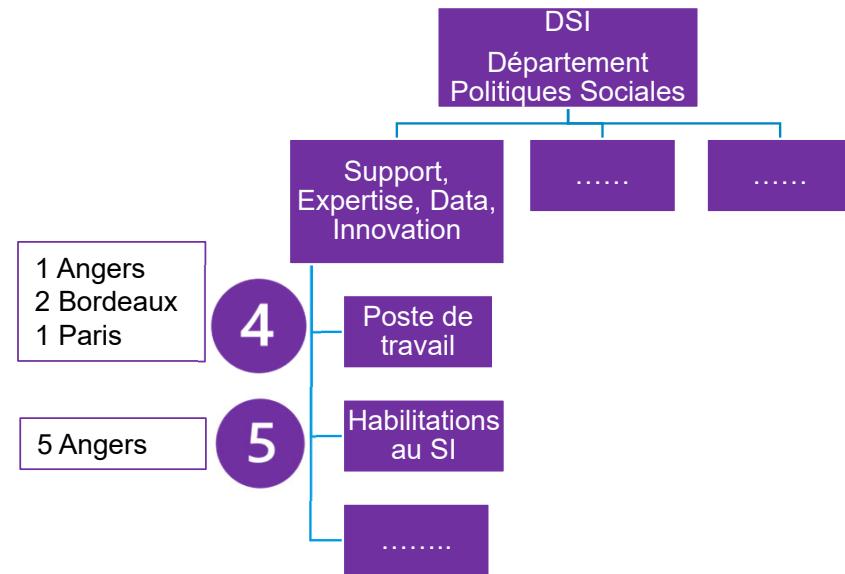 DSI
Département
Politiques Sociales
Support,
Expertise, Data,
Innovation
……
……
1 Angers
2 Bordeaux
1 Paris
4
Poste de
travail
5 Angers
5
Habilitations
au SI
……..